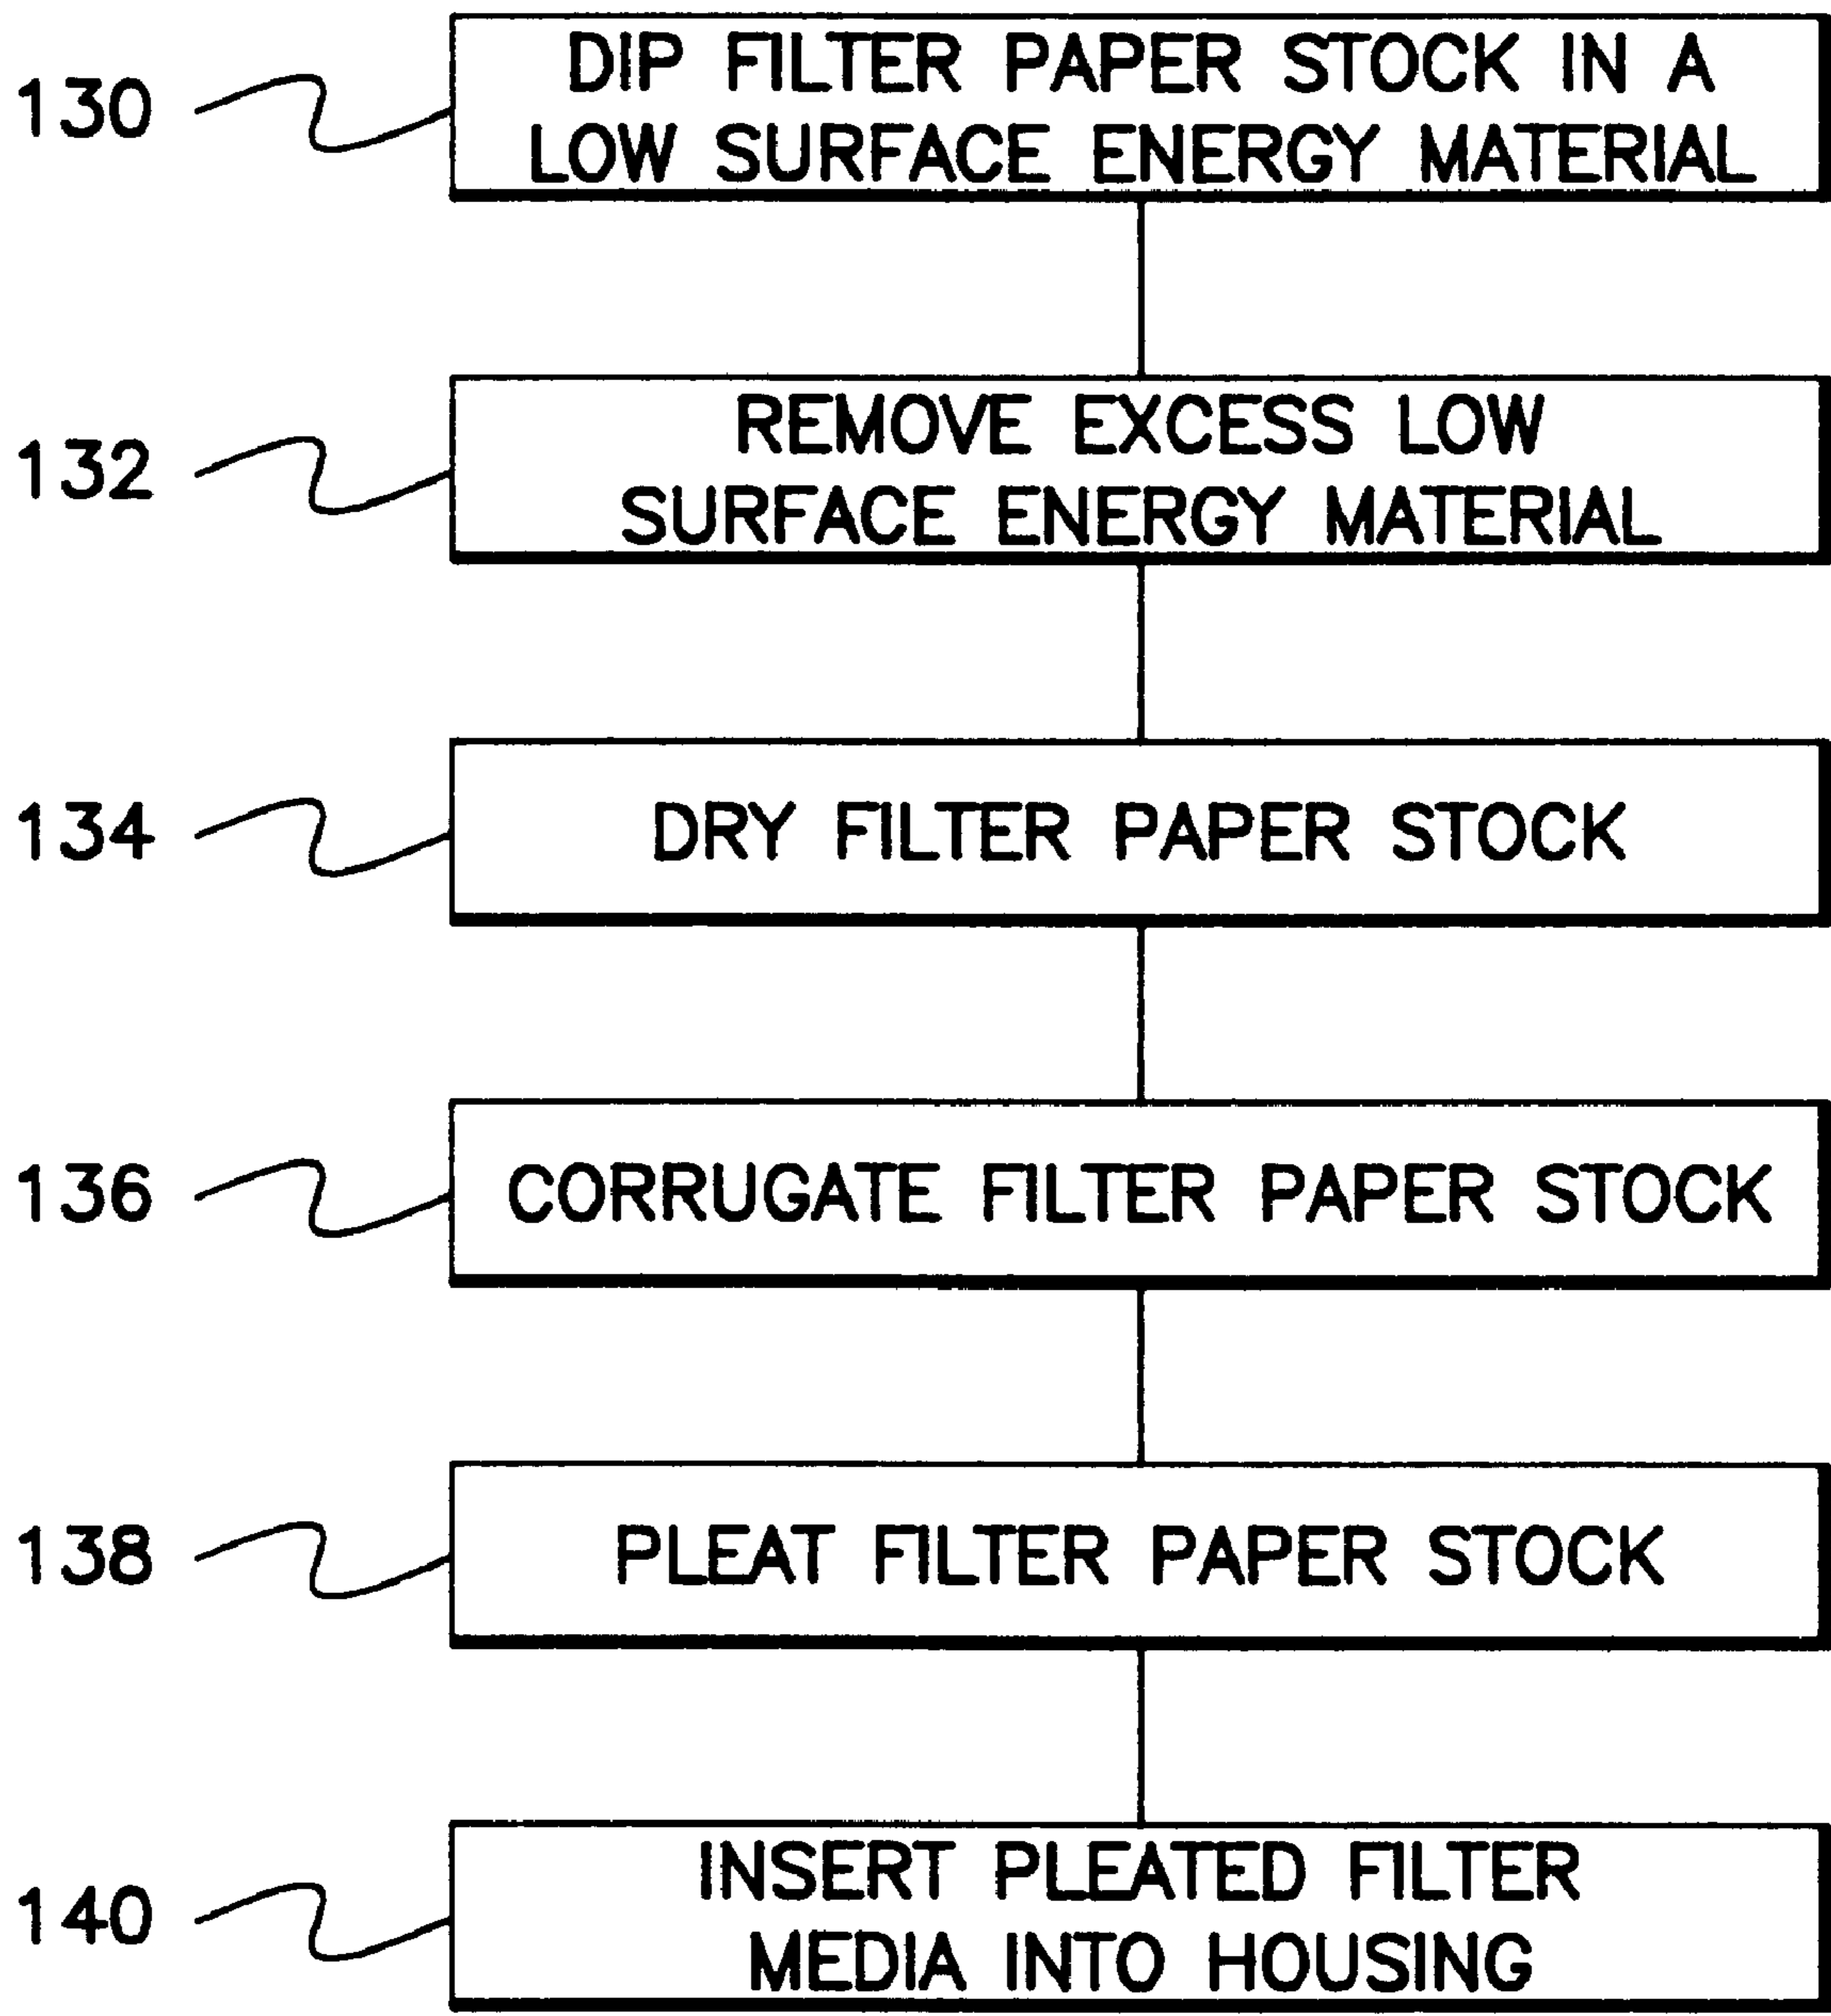 130
DIP FILTER PAPER STOCK IN A
LOW SURFACE ENERGY MATERIAL
132
REMOVE EXCESS LOW
SURFACE ENERGY MATERIAL
134
DRY FILTER PAPER STOCK
136
CORRUGATE FILTER PAPER STOCK
138
PLEAT FILTER PAPER STOCK
140
INSERT PLEATED FILTER
MEDIA INTO HOUSING